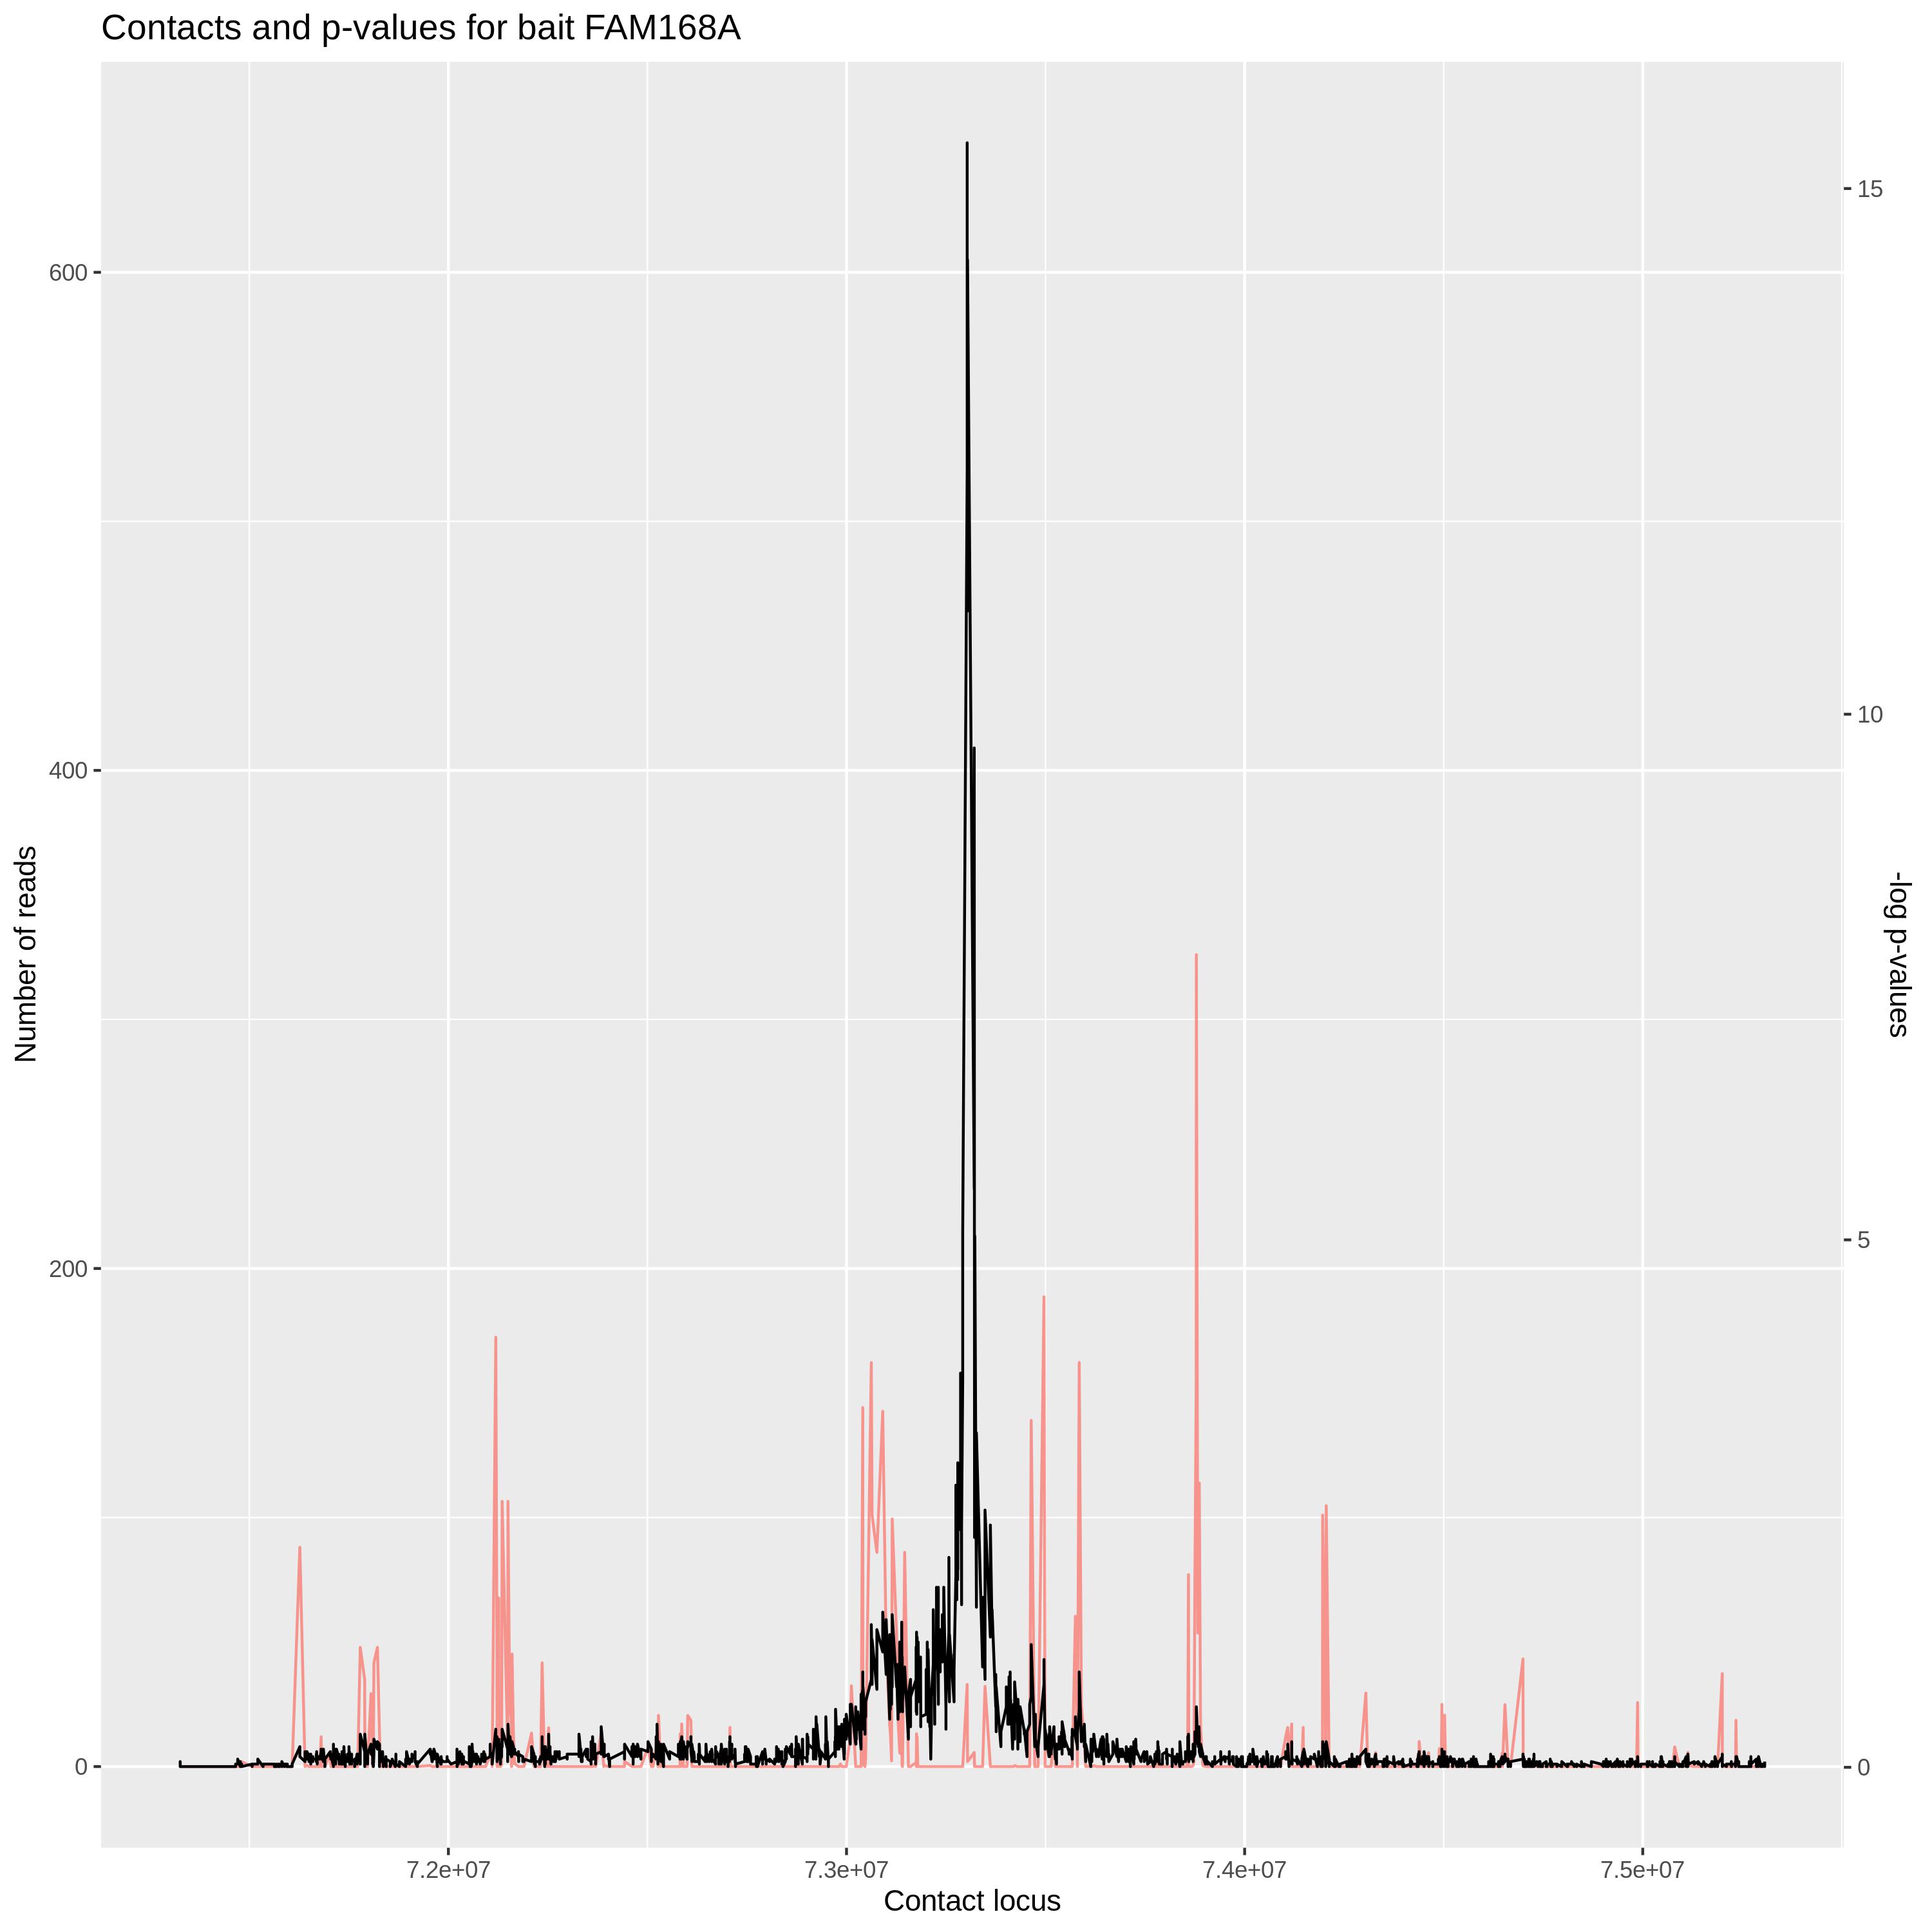 Contacts and p-values for bait FAM168A
600
400
200
0
Number of reads
15
10
5
0
-log p-values
7.2e+07 7.3e+07 7.4e+07 7.5e+07
Contact locus